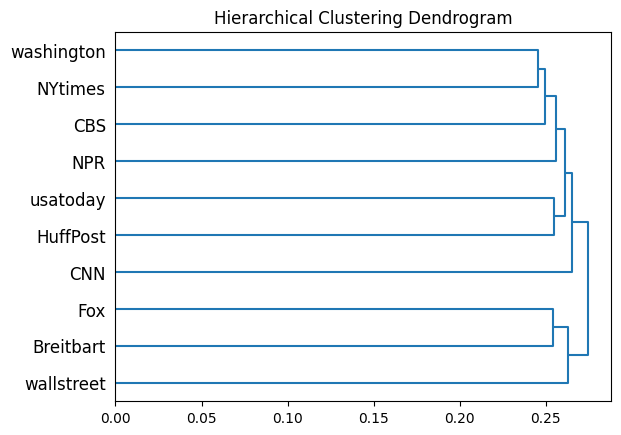 Hierarchical Clustering Dendrogram
washington
NYtimes
CBS
NPR
usatoday
HuffPost
CNN
Fox
Breitbart
wallstreet
0.00 0.05 0.10 0.15 0.20 0.25